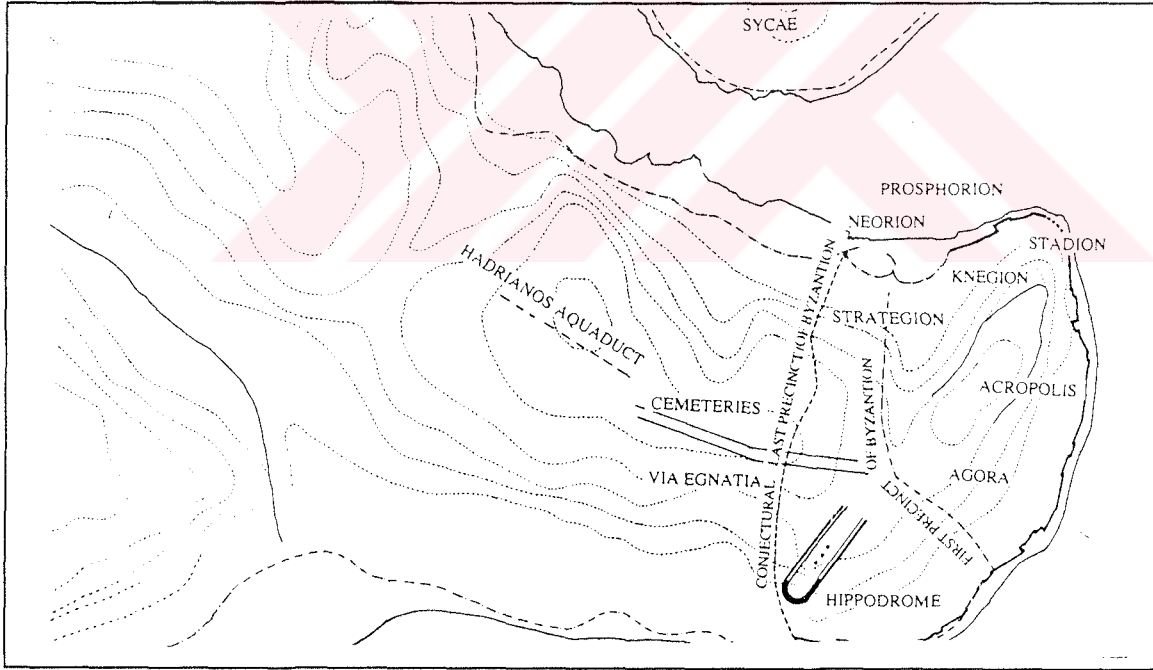 SYCAE
PROSPHORION
NEORION
STADION
KNEGION
HADRIANOS AQUADUCT
STRATEGION
ACROPOLIS
CEMETERIES
VIA EGNATIA
AGORA
CONJECTURAL LAST PRECINCT OF BYZANTION
FIRST PRECINCT OF BYZANTION
HIPPODROME